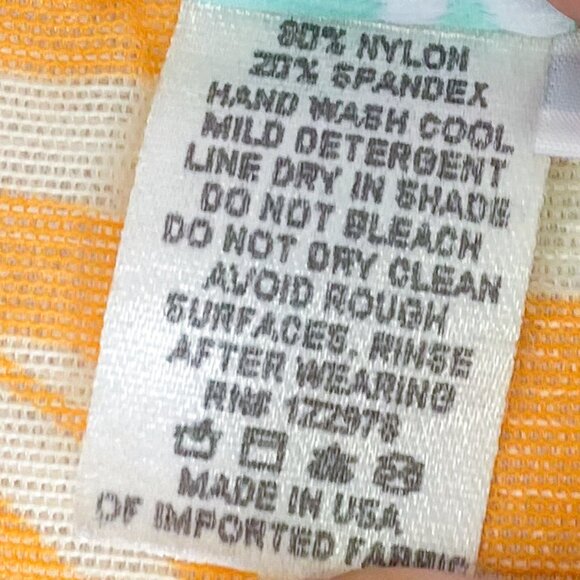 80% NYLON
20% SPANDEX
HAND WASH COOL
MILD DETERGENT
LINE DRY IN SHADE
DO NOT BLEACH
DO NOT DRY CLEAN
AVOID ROUGH
SURFACES, RINSE
AFTER WEARING
RN# 122978
MADE IN USA
OF IMPORTED FABRIC